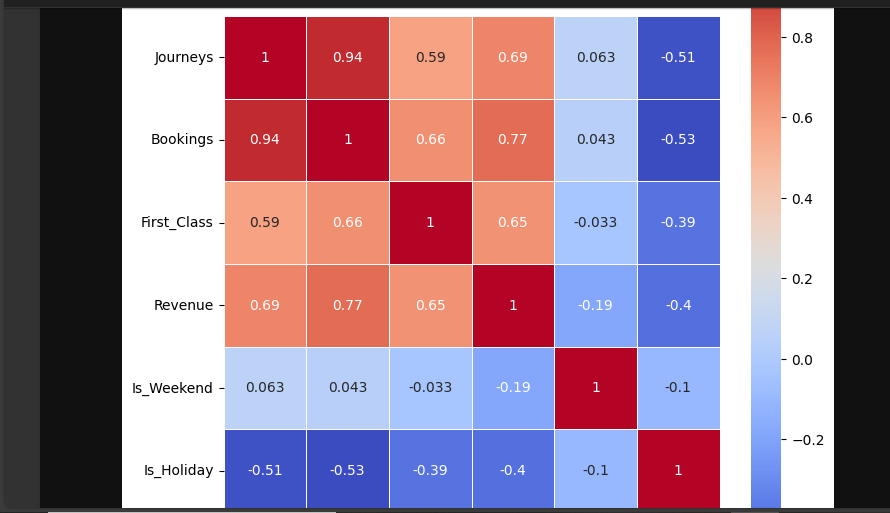 Journeys 1 0.94 0.59 0.69 0.063 -0.51
Bookings 0.94 1 0.66 0.77 0.043 -0.53
First_Class 0.59 0.66 1 0.65 -0.033 -0.39
Revenue 0.69 0.77 0.65 1 -0.19 -0.4
Is_Weekend 0.063 0.043 -0.033 -0.19 1 -0.1
Is_Holiday -0.51 -0.53 -0.39 -0.4 -0.1 1
0.8
0.6
0.4
0.2
0.0
−0.2